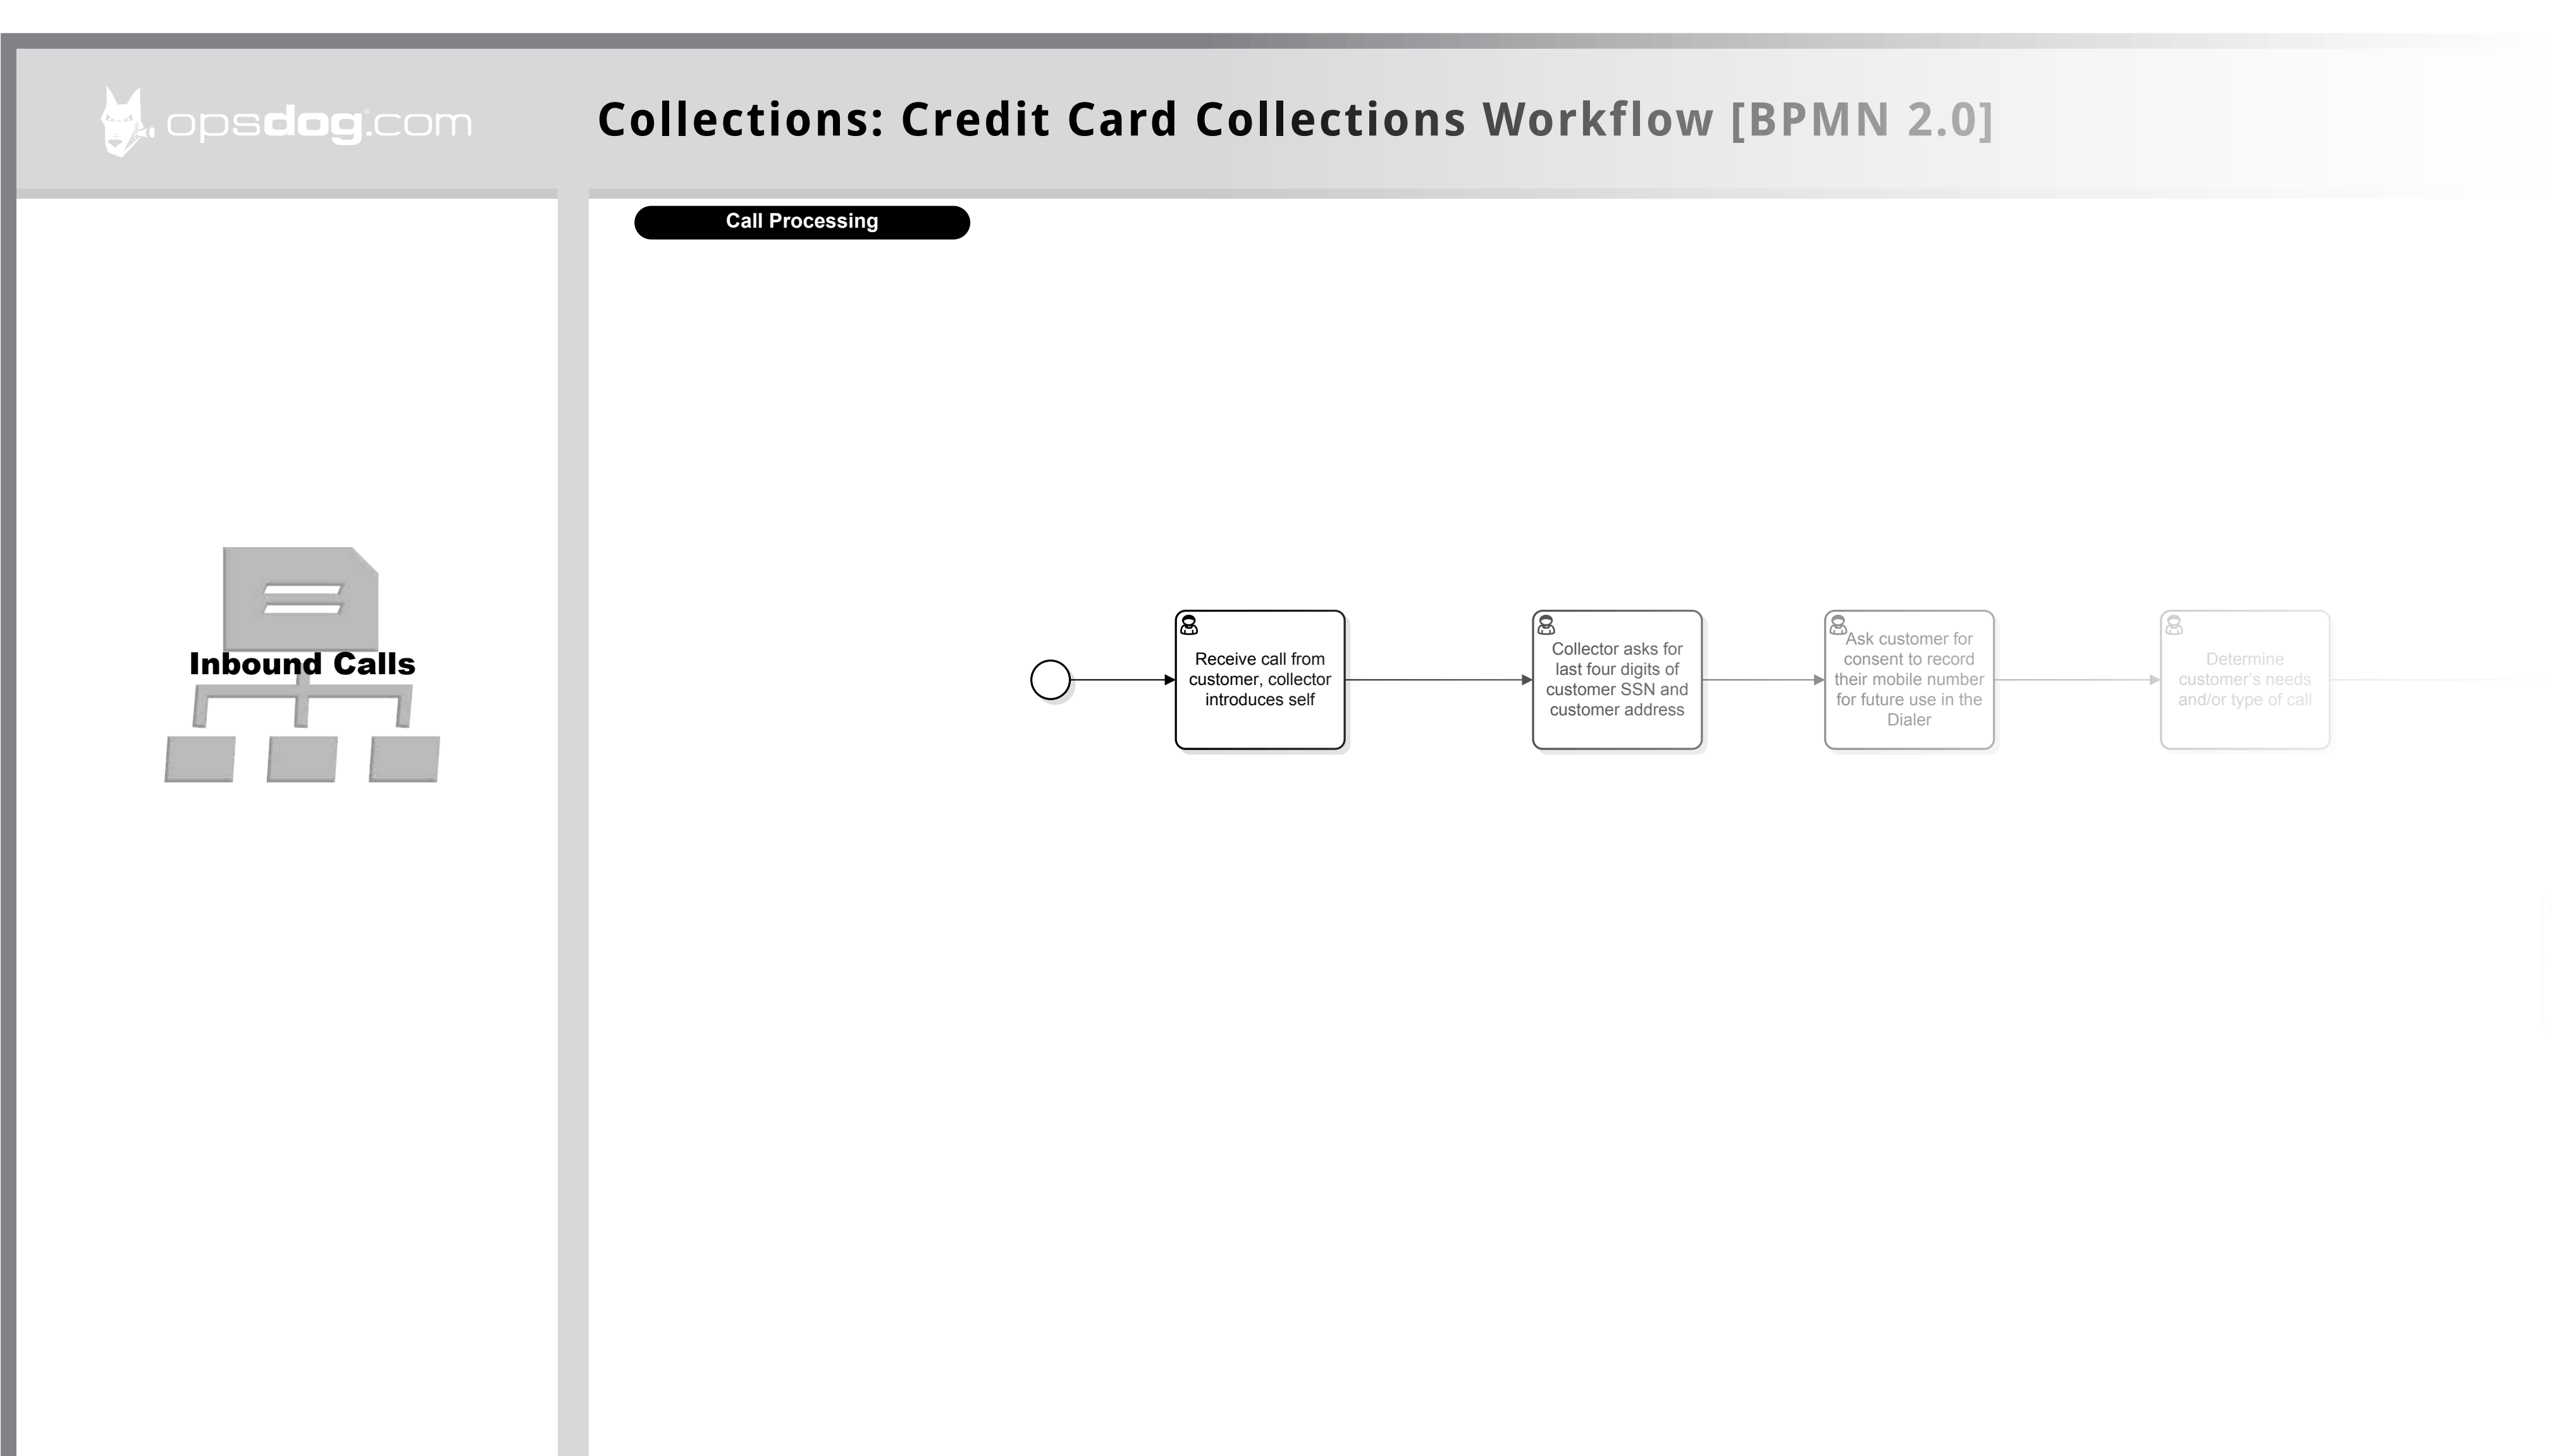 opsdog.com
Collections: Credit Card Collections Workflow [BPMN 2.0]
Call Processing
Inbound Calls
Receive call from
customer, collector
introduces self
Collector asks for
last four digits of
customer SSN and
customer address
Ask customer for
consent to record
their mobile number
for future use in the
Dialer
Determine
customer's needs
and/or type of call